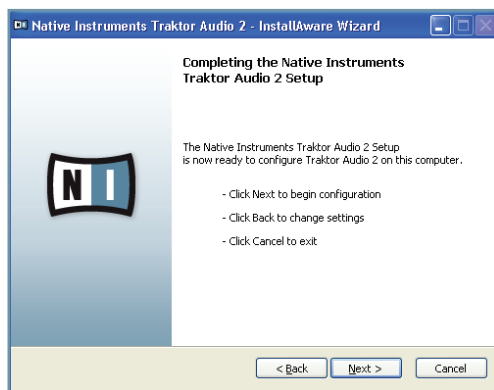 Native Instruments Traktor Audio 2 - InstallAware Wizard
Completing the Native Instruments
Traktor Audio 2 Setup
The Native Instruments Traktor Audio 2 Setup
is now ready to configure Traktor Audio 2 on this computer.
- Click Next to begin configuration
- Click Back to change settings
- Click Cancel to exit
NI
< Back
Next >
Cancel